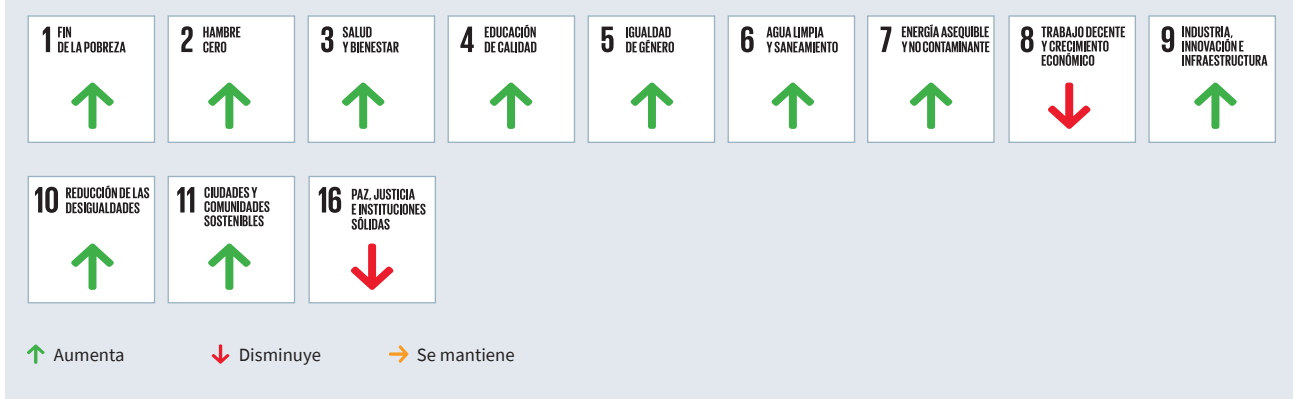 1 FIN
DE LA POBREZA
2 HAMBRE
CERO
3 SALUD
Y BIENESTAR
4 EDUCACIÓN
DE CALIDAD
5 IGUALDAD
DE GÉNERO
6 AGUA LIMPIA
Y SANEAMIENTO
7 ENERGÍA ASEQUIBLE
Y NO CONTAMINANTE
8 TRABAJO DECENTE
Y CRECIMIENTO
ECONÓMICO
9 INDUSTRIA,
INNOVACIÓN E
INFRAESTRUCTURA
10 REDUCCIÓN DE LAS
DESIGUALDADES
11 CIUDADES Y
COMUNIDADES
SOSTENIBLES
16 PAZ, JUSTICIA
E INSTITUCIONES
SÓLIDAS
Aumenta Disminuye Se mantiene